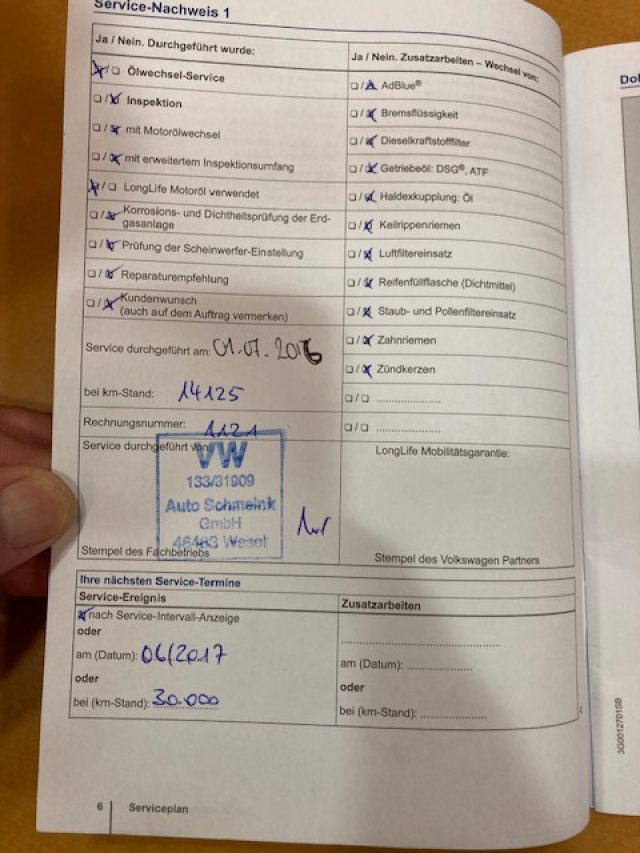 Service-Nachweis 1
Ja / Nein. Durchgeführt wurde:
☒/☐ Ölwechsel-Service
☐/☒ Inspektion
☐/☒ mit Motorölwechsel
☐/☒ mit erweitertem Inspektionsumfang
☒/☐ LongLife Motoröl verwendet
☐/☒ Korrosions- und Dichtheitsprüfung der Erd-
gasanlage
☐/☒ Prüfung der Scheinwerfer-Einstellung
☐/☒ Reparaturempfehlung
☐/☒ Kundenwunsch
(auch auf dem Auftrag vermerken)
Service durchgeführt am: 01.07.2016
bei km-Stand: 14125
Rechnungsnummer: 1121
Service durchgeführt von:
VW
133/31909
Auto Schmeink
GmbH
46483 Wesel
Stempel des Fachbetriebs
Ja / Nein. Zusatzarbeiten – Wechsel von:
☐/☒ AdBlue®
☐/☒ Bremsflüssigkeit
☐/☒ Dieselkraftstofffilter
☐/☒ Getriebeöl: DSG®, ATF
☐/☒ Haldexkupplung: Öl
☐/☒ Keilrippenriemen
☐/☒ Luftfiltereinsatz
☐/☒ Reifenfüllflasche (Dichtmittel)
☐/☒ Staub- und Pollenfiltereinsatz
☐/☒ Zahnriemen
☐/☒ Zündkerzen
☐/☐ ......................
☐/☐ ......................
LongLife Mobilitätsgarantie:
Stempel des Volkswagen Partners
Ihre nächsten Service-Termine
Service-Ereignis
☒ nach Service-Intervall-Anzeige
oder
am (Datum): 06/2017
oder
bei (km-Stand): 30.000
Zusatzarbeiten
......................................................
am (Datum): ......................
oder
bei (km-Stand): ......................
6 Serviceplan
3G0012701SB